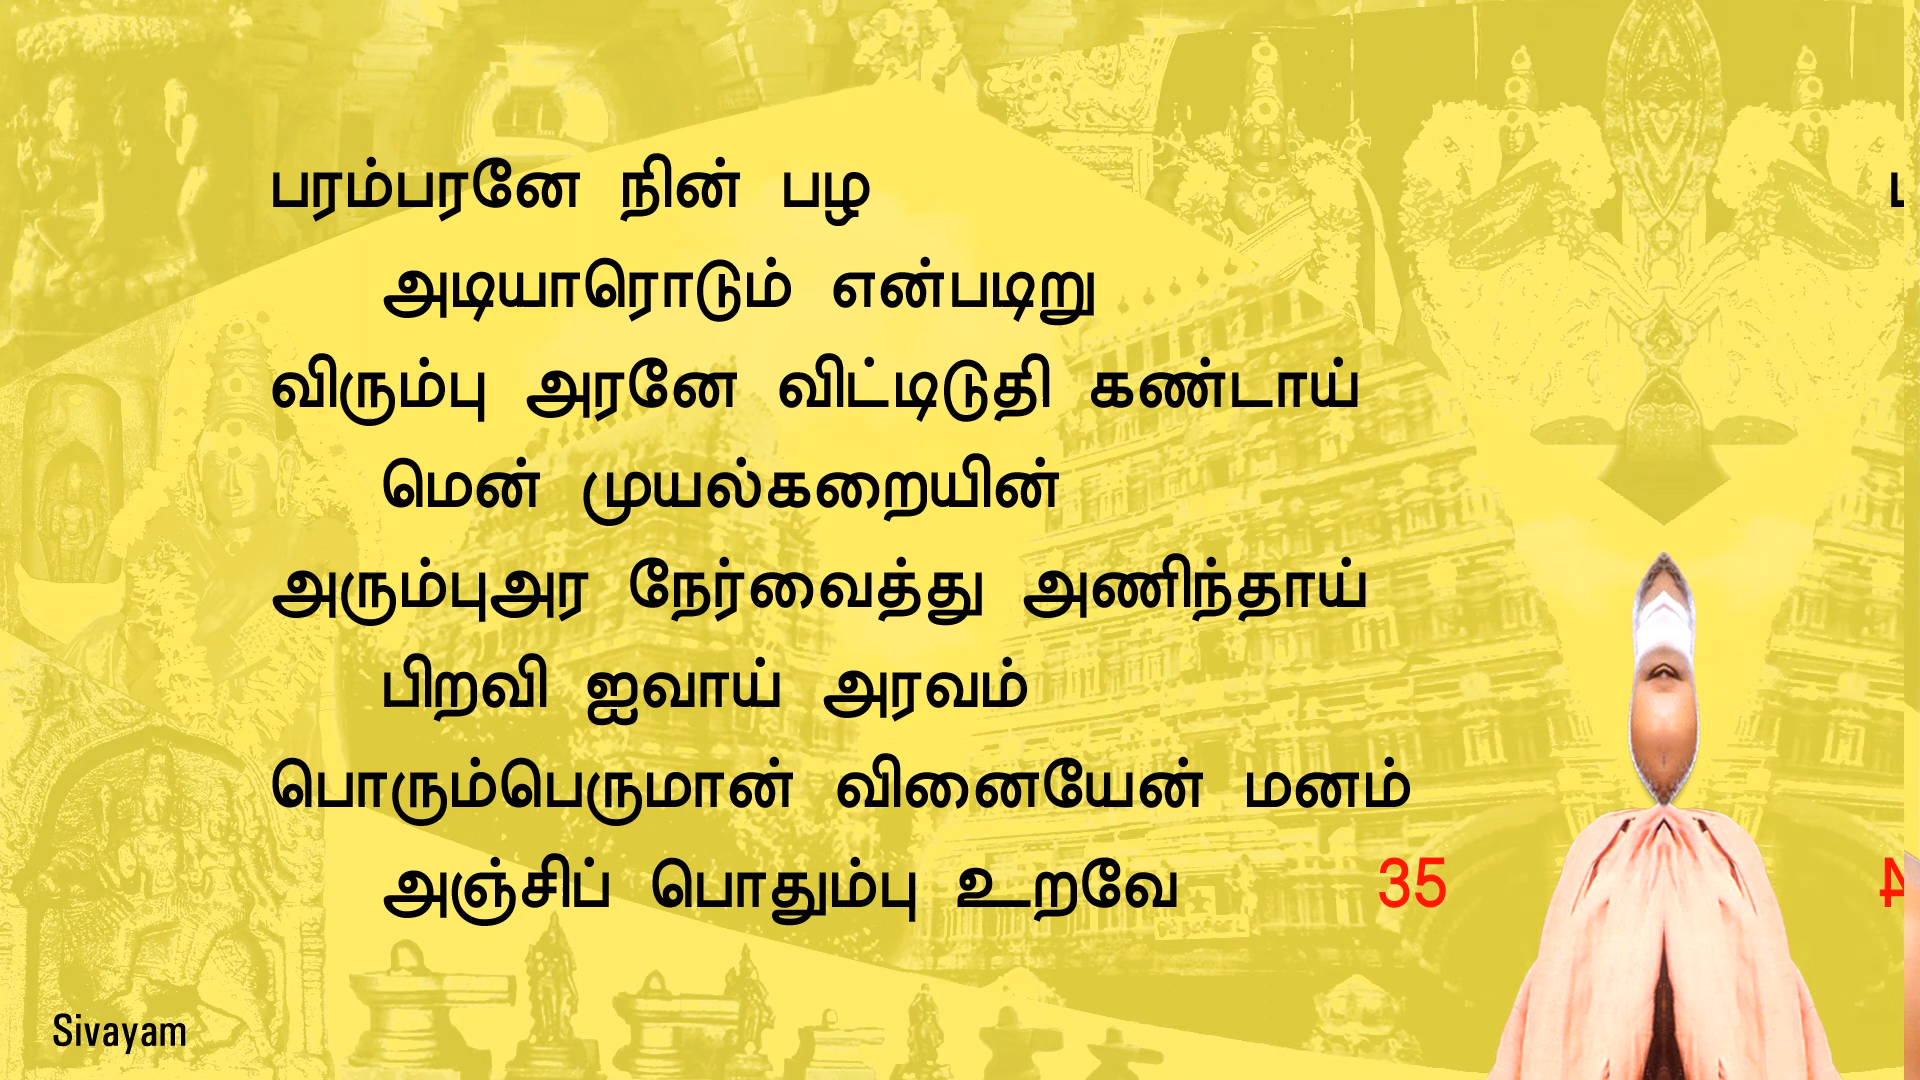 பரம்பரனே நின் பழ
அடியாரொடும் என்படிறு
விரும்பு அரனே விட்டிடுதி கண்டாய்
மென் முயல்கறையின்
அரும்புஅர நேர்வைத்து அணிந்தாய்
பிறவி ஐவாய் அரவம்
பொரும்பெருமான் வினையேன் மனம்
அஞ்சிப் பொதும்பு உறவே 35
Sivayam